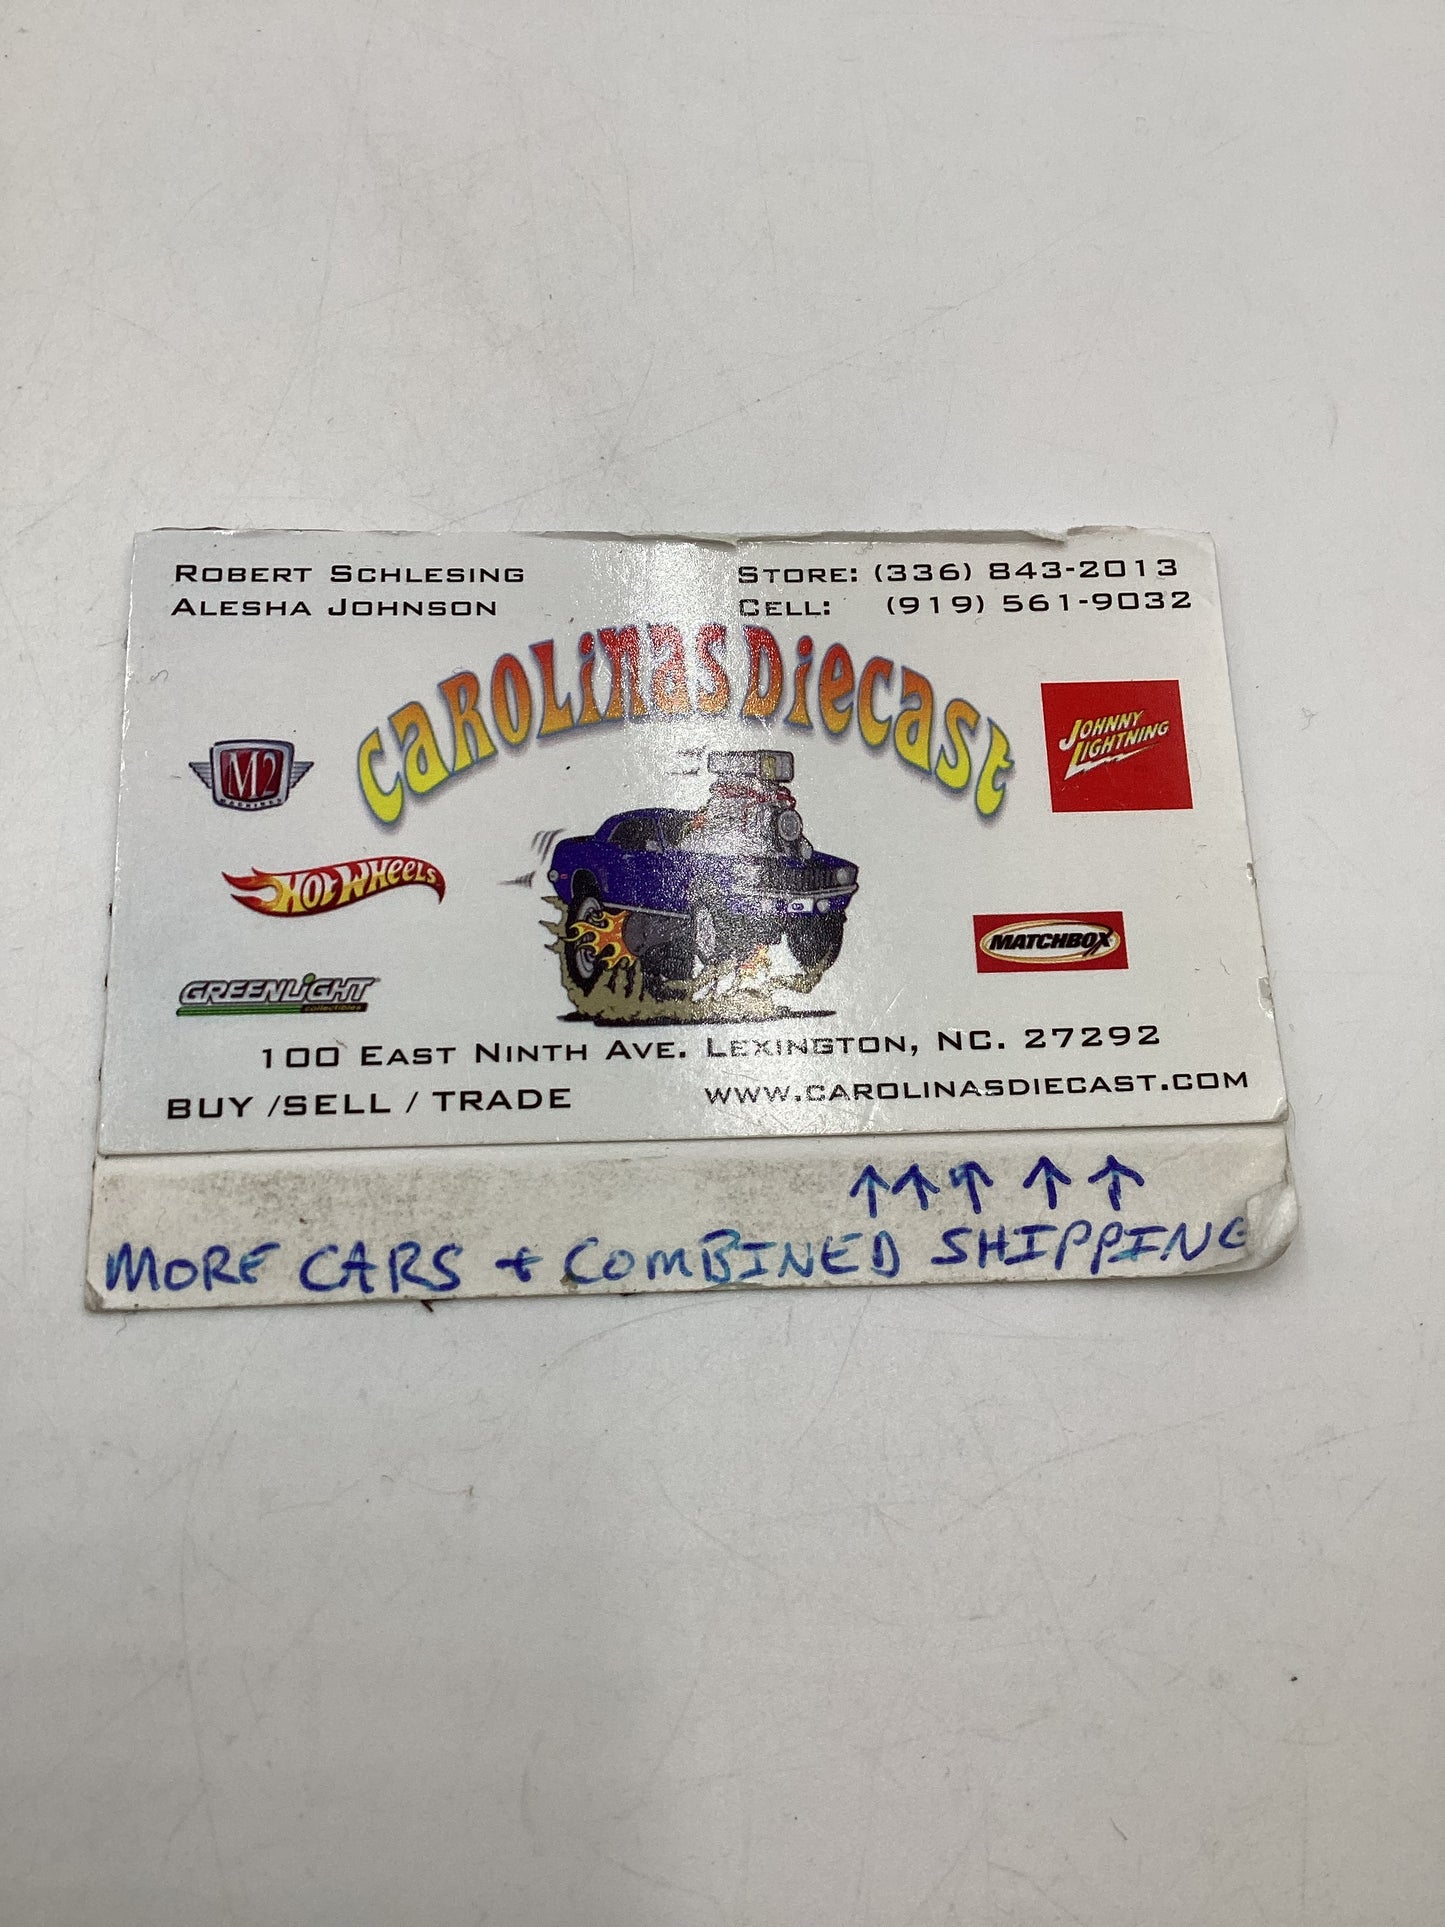 ROBERT SCHLESING
ALESHA JOHNSON
STORE: (336) 843-2013
CELL: (919) 561-9032
CAROLINAS DIECAST
M2
MACHINES
JOHNNY
LIGHTNING
HOT WHEELS
MATCHBOX
GREENLIGHT
collectibles
100 EAST NINTH AVE. LEXINGTON, NC. 27292
BUY /SELL / TRADE
WWW.CAROLINASDIECAST.COM
↑↑↑↑↑
MORE CARS + COMBINED SHIPPING